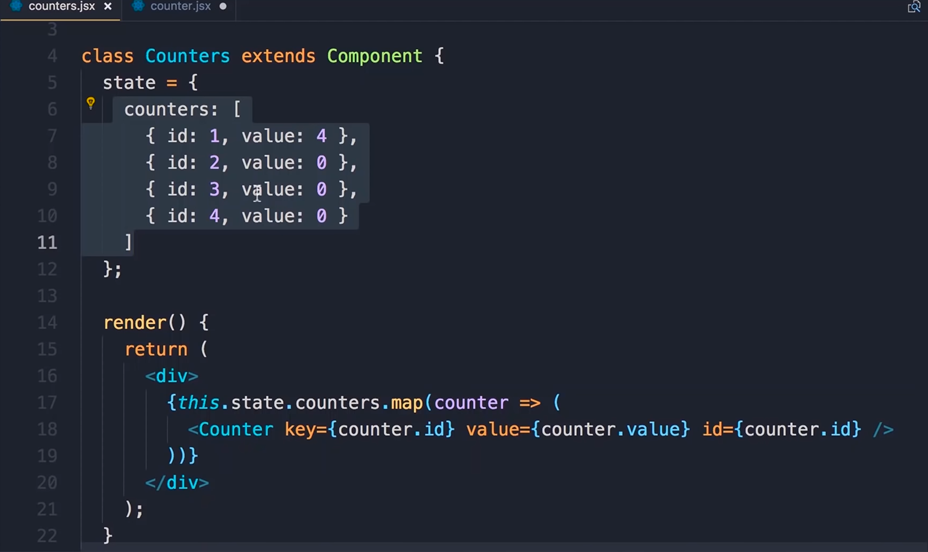 counters.jsx × counter.jsx ●
3
4 class Counters extends Component {
5 state = {
6 counters: [
7 { id: 1, value: 4 },
8 { id: 2, value: 0 },
9 { id: 3, value: 0 },
10 { id: 4, value: 0 }
11 ]
12 };
13
14 render() {
15 return (
16 <div>
17 {this.state.counters.map(counter => (
18 <Counter key={counter.id} value={counter.value} id={counter.id} />
19 ))}
20 </div>
21 );
22 }